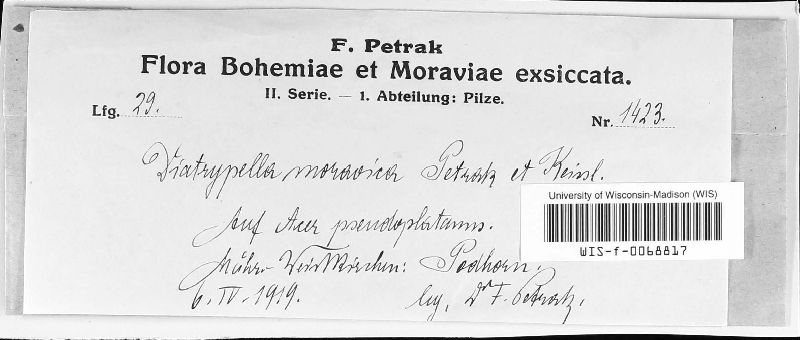 F. Petrak
Flora Bohemiae et Moraviae exsiccata.
II. Serie. — 1. Abteilung: Pilze.
Lfg. 29.
Nr. 1423.
Diatrypella moravica Petrak et Keissl.
University of Wisconsin-Madison (WIS)
WIS-f-0068817
Auf Acer pseudoplatanus.
Mähr.-Weisskirchen: Podhorn.
6. IV. 1919. leg. Dr F. Petrak.